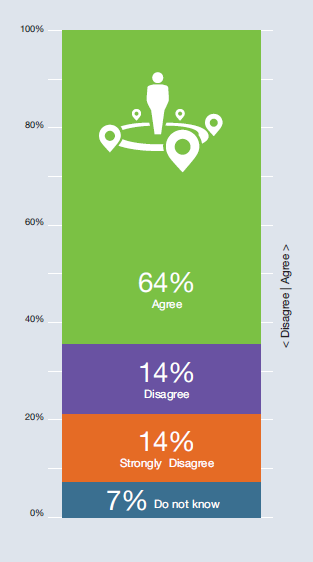 100%
80%
60%
40%
20%
0%
64%
Agree
14%
Disagree
14%
Strongly Disagree
7% Do not know
< Disagree | Agree >